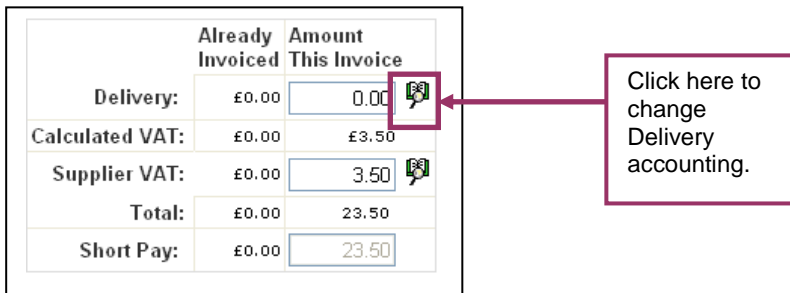 Already Amount
Invoiced This Invoice
Delivery: £0.00 0.00
Calculated VAT: £0.00 £3.50
Supplier VAT: £0.00 3.50
Total: £0.00 23.50
Short Pay: £0.00 23.50
Click here to
change
Delivery
accounting.